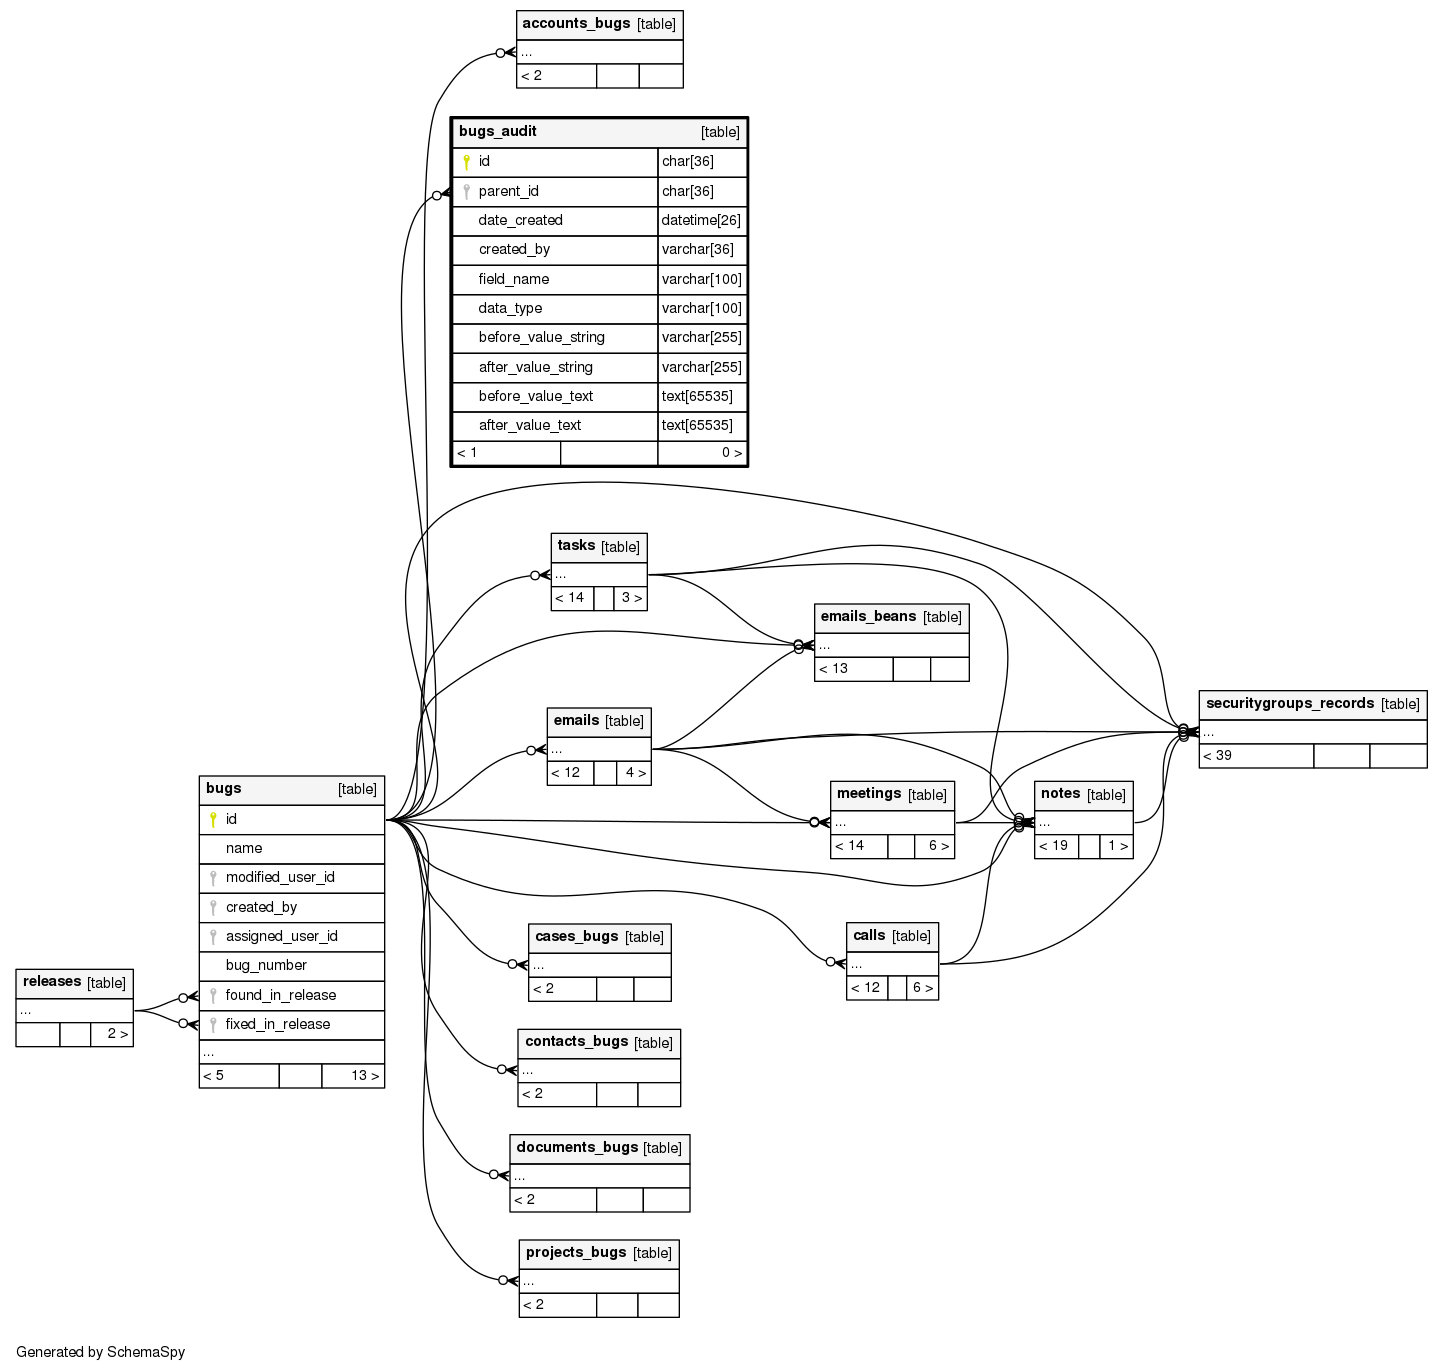 accounts_bugs [table]
...
< 2
bugs_audit [table]
id char[36]
parent_id char[36]
date_created datetime[26]
created_by varchar[36]
field_name varchar[100]
data_type varchar[100]
before_value_string varchar[255]
after_value_string varchar[255]
before_value_text text[65535]
after_value_text text[65535]
< 1 0 >
tasks [table]
...
< 14 3 >
emails_beans [table]
...
< 13
securitygroups_records [table]
...
< 39
emails [table]
...
< 12 4 >
meetings [table]
...
< 14 6 >
notes [table]
...
< 19 1 >
bugs [table]
id
name
modified_user_id
created_by
assigned_user_id
bug_number
found_in_release
fixed_in_release
...
< 5 13 >
releases [table]
...
2 >
cases_bugs [table]
...
< 2
calls [table]
...
< 12 6 >
contacts_bugs [table]
...
< 2
documents_bugs [table]
...
< 2
projects_bugs [table]
...
< 2
Generated by SchemaSpy